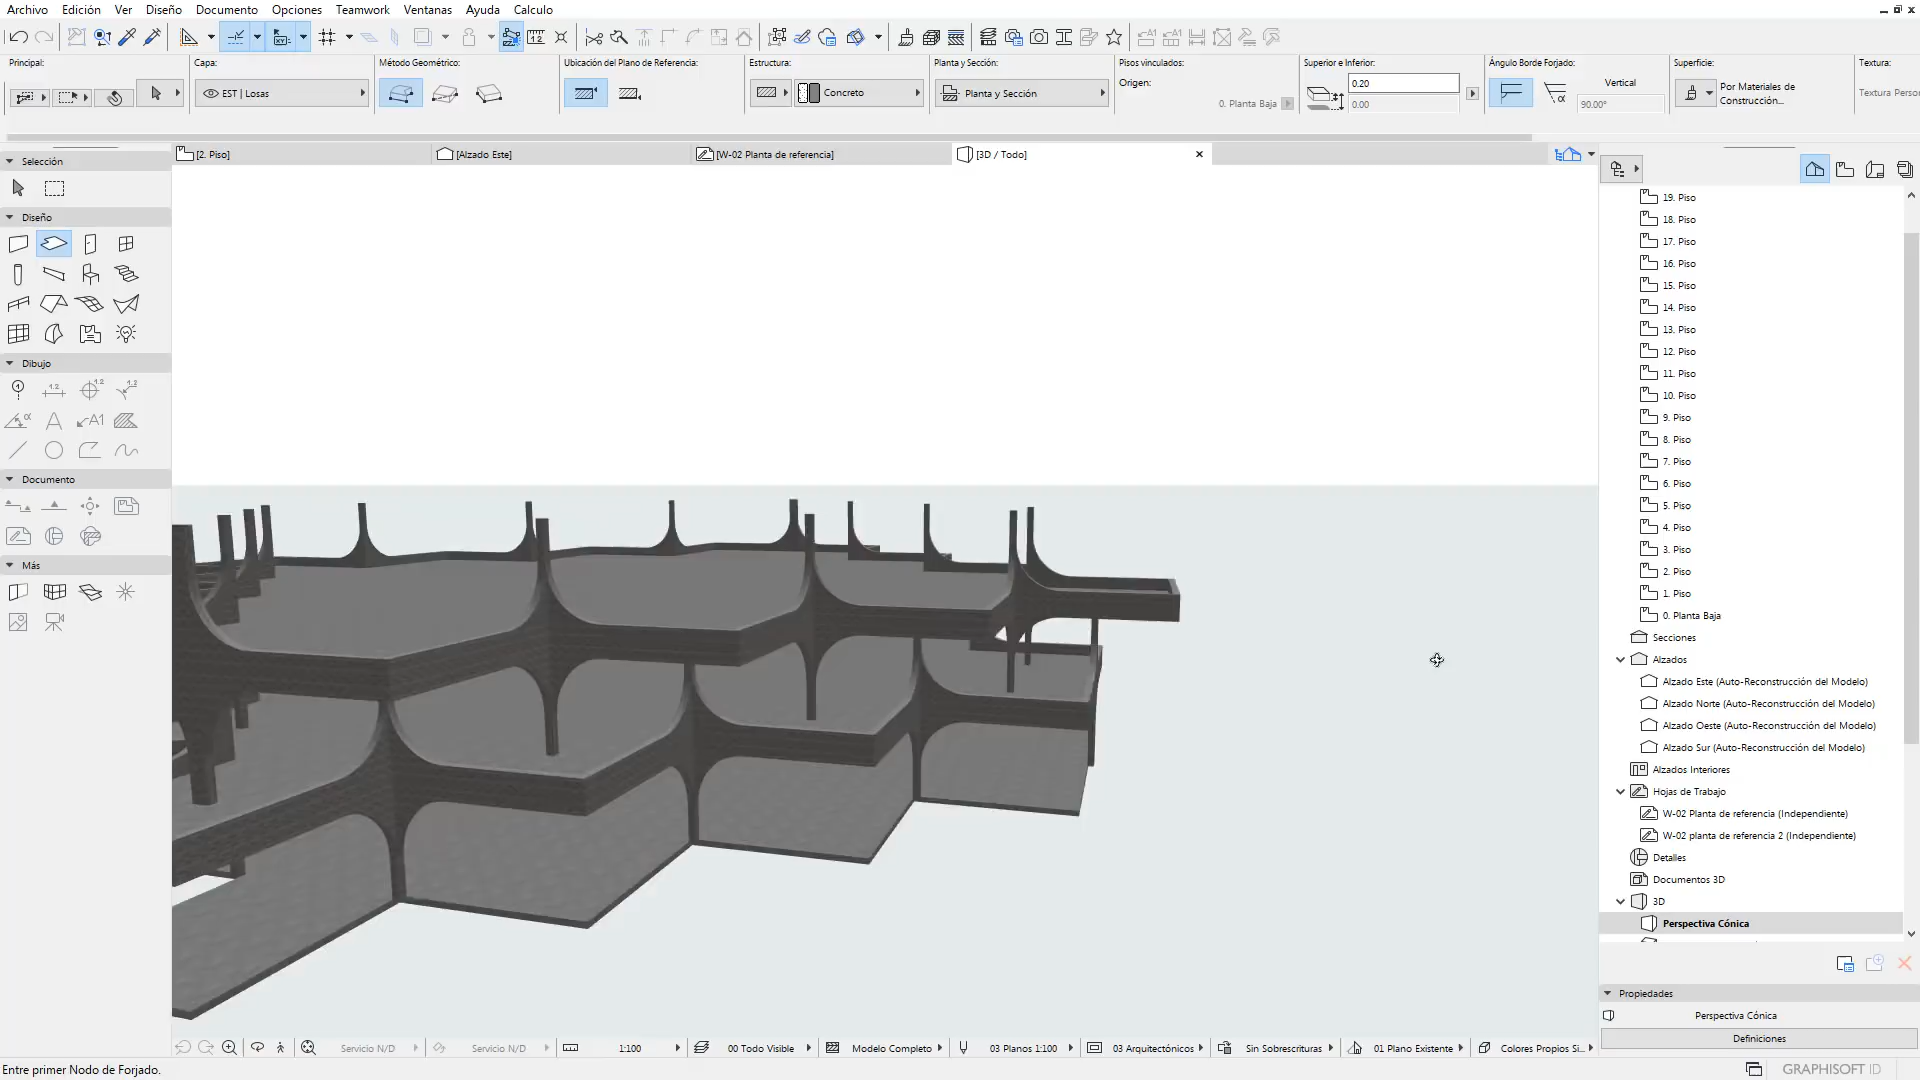 Archivo Edición Ver Diseño Documento Opciones Teamwork Ventanas Ayuda Calculo
Principal: Capa: Método Geométrico: Ubicación del Plano de Referencia: Estructura: Planta y Sección: Pisos vinculados: Superior e Inferior: Ángulo Borde Forjado: Superficie: Textura:
EST | Losas
Concreto
Planta y Sección
Origen:
0. Planta Baja
0.20
0.00
Vertical
90.00°
Por Materiales de
Construcción...
Textura Perso
[2. Piso]
[Alzado Este]
[W-02 Planta de referencia]
[3D / Todo]
Selección
Diseño
Dibujo
Documento
Más
19. Piso
18. Piso
17. Piso
16. Piso
15. Piso
14. Piso
13. Piso
12. Piso
11. Piso
10. Piso
9. Piso
8. Piso
7. Piso
6. Piso
5. Piso
4. Piso
3. Piso
2. Piso
1. Piso
0. Planta Baja
Secciones
Alzados
Alzado Este (Auto-Reconstrucción del Modelo)
Alzado Norte (Auto-Reconstrucción del Modelo)
Alzado Oeste (Auto-Reconstrucción del Modelo)
Alzado Sur (Auto-Reconstrucción del Modelo)
Alzados Interiores
Hojas de Trabajo
W-02 Planta de referencia (Independiente)
W-02 planta de referencia 2 (Independiente)
Detalles
Documentos 3D
3D
Perspectiva Cónica
Propiedades
Perspectiva Cónica
Definiciones
Servicio N/D Servicio N/D 1:100 00 Todo Visible Modelo Completo 03 Planos 1:100 03 Arquitectónicos Sin Sobrescrituras 01 Plano Existente Colores Propios Si...
Entre primer Nodo de Forjado.
GRAPHISOFT ID